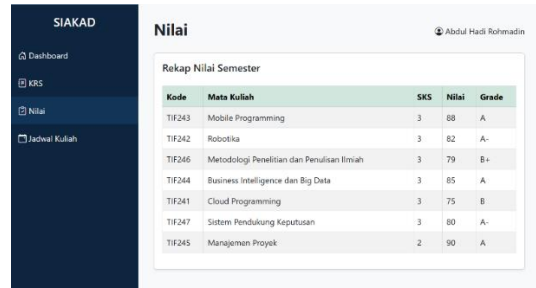 SIAKAD
Dashboard
KRS
Nilai
Jadwal Kuliah
Nilai
Abdul Hadi Rohmadin
Rekap Nilai Semester
Kode Mata Kuliah SKS Nilai Grade
TIF243 Mobile Programming 3 88 A
TIF242 Robotika 3 82 A-
TIF246 Metodologi Penelitian dan Penulisan Ilmiah 3 79 B+
TIF244 Business Intelligence dan Big Data 3 85 A
TIF241 Cloud Programming 3 75 B
TIF247 Sistem Pendukung Keputusan 3 80 A-
TIF245 Manajemen Proyek 2 90 A